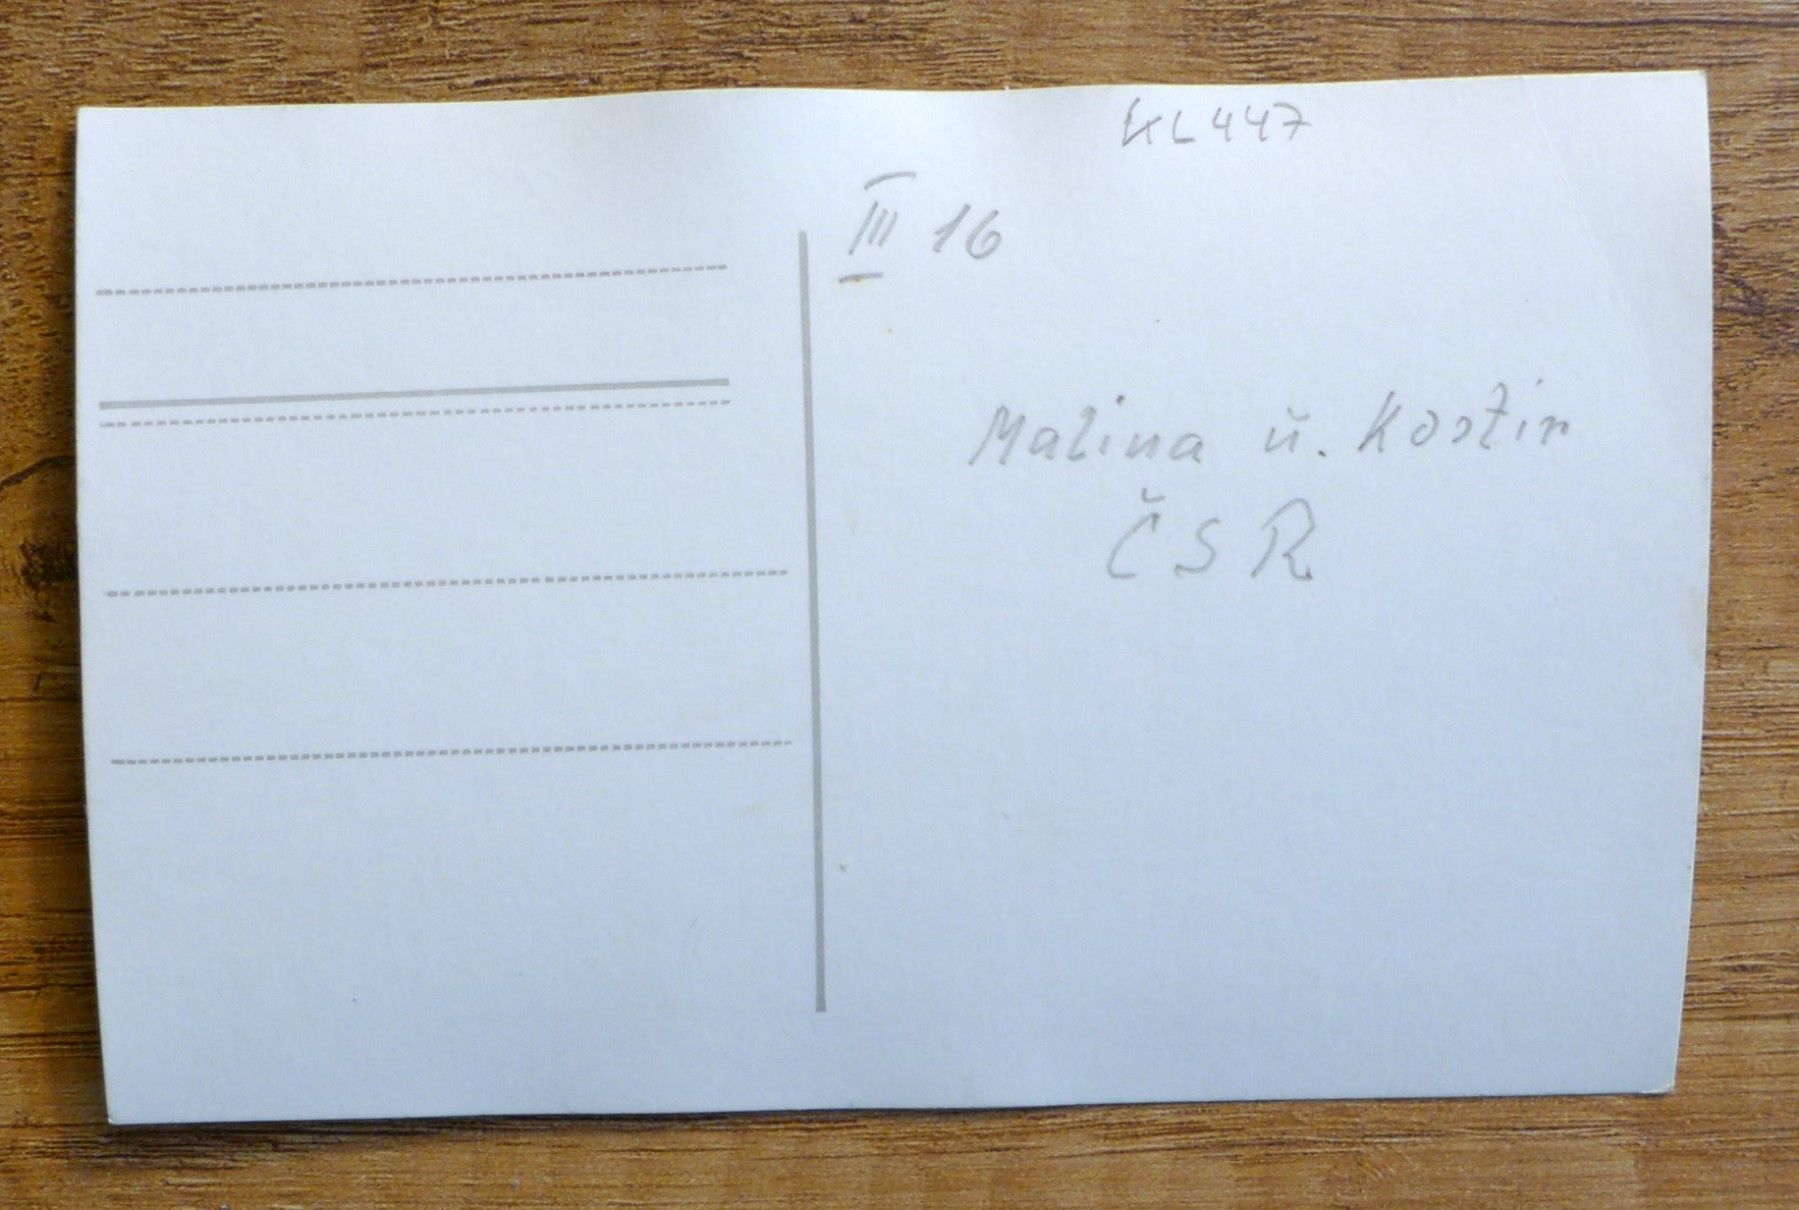 KL447
III 16
Malina u. Kostir
ČSR